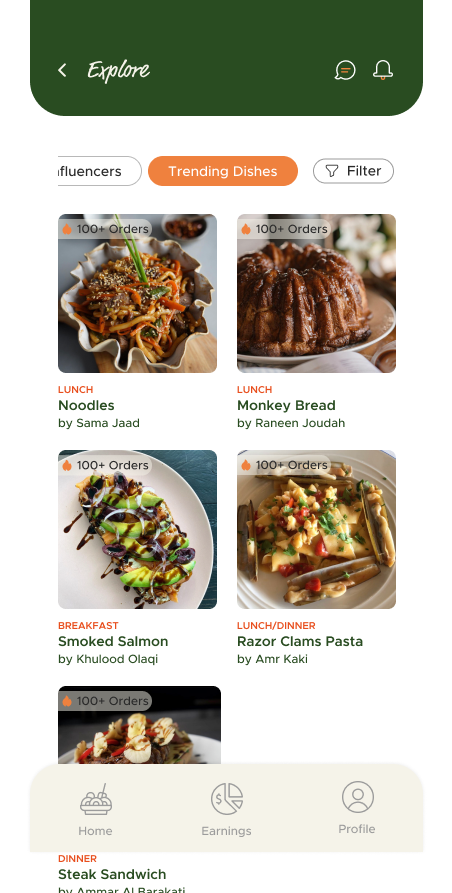 Explore
nfluencers
Trending Dishes
Filter
100+ Orders
100+ Orders
LUNCH
LUNCH
Noodles
Monkey Bread
by Sama Jaad
by Raneen Joudah
100+ Orders
100+ Orders
BREAKFAST
LUNCH/DINNER
Smoked Salmon
Razor Clams Pasta
by Khulood Olaqi
by Amr Kaki
100+ Orders
Home
Earnings
Profile
DINNER
Steak Sandwich
by Ammar Al Barakati